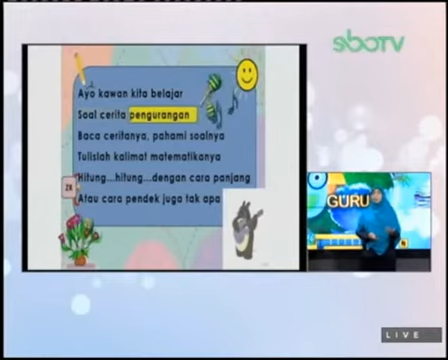 sboTV
Ayo kawan kita belajar
Soal cerita pengurangan
Baca ceritanya, pahami soalnya
Tulislah kalimat matematikanya
Hitung...hitung...dengan cara panjang
Atau cara pendek juga tak apa
GURU
LIVE